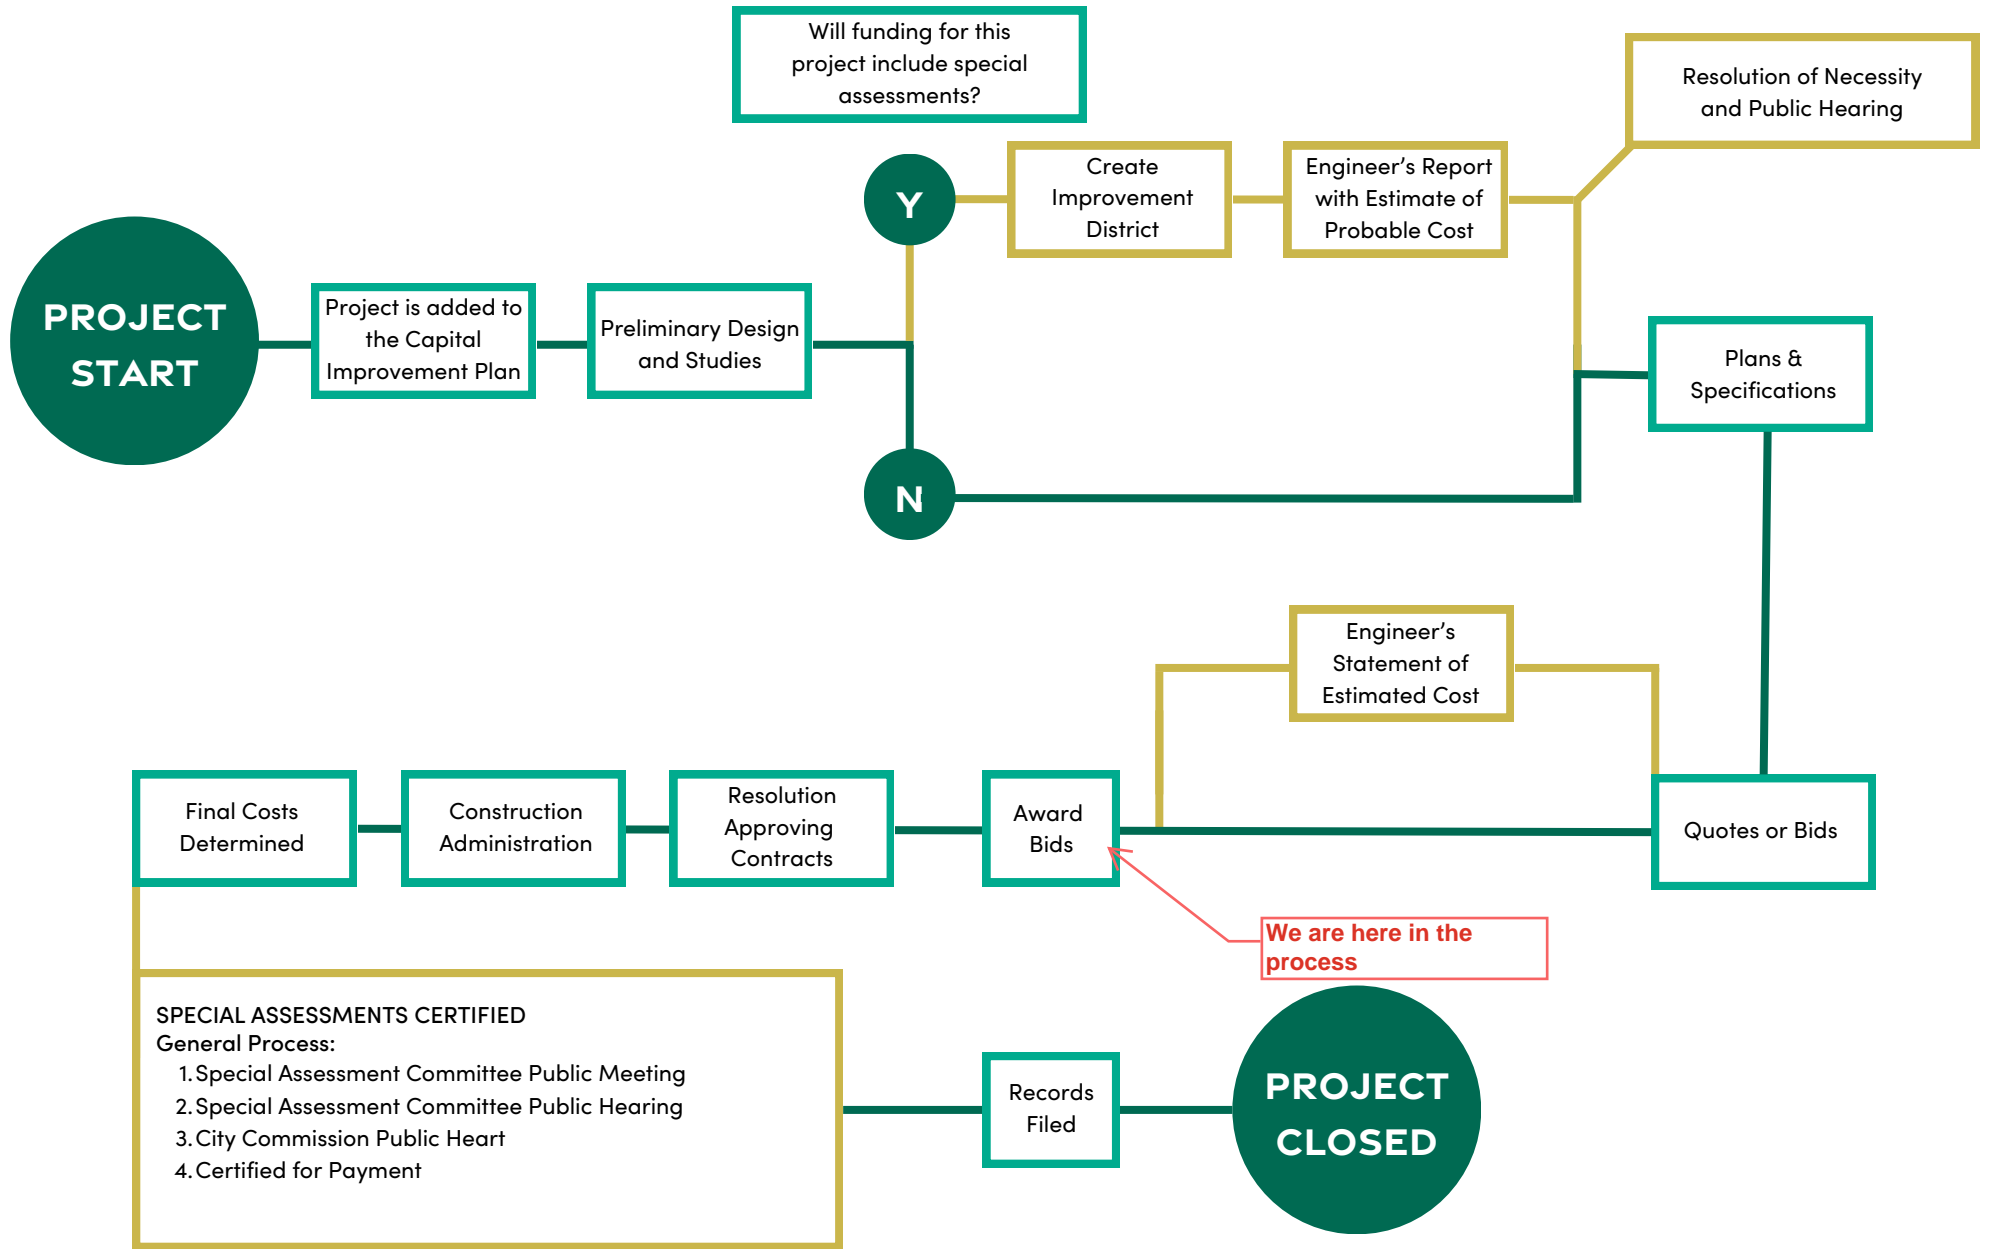 Will funding for this
project include special
assessments?
Resolution of Necessity
and Public Hearing
Y
Create
Improvement
District
Engineer’s Report
with Estimate of
Probable Cost
PROJECT
START
Project is added to
the Capital
Improvement Plan
Preliminary Design
and Studies
Plans &
Specifications
N
Engineer’s
Statement of
Estimated Cost
Final Costs
Determined
Construction
Administration
Resolution
Approving
Contracts
Award
Bids
Quotes or Bids
We are here in the
process
SPECIAL ASSESSMENTS CERTIFIED
General Process:
1. Special Assessment Committee Public Meeting
2. Special Assessment Committee Public Hearing
3. City Commission Public Heart
4. Certified for Payment
Records
Filed
PROJECT
CLOSED